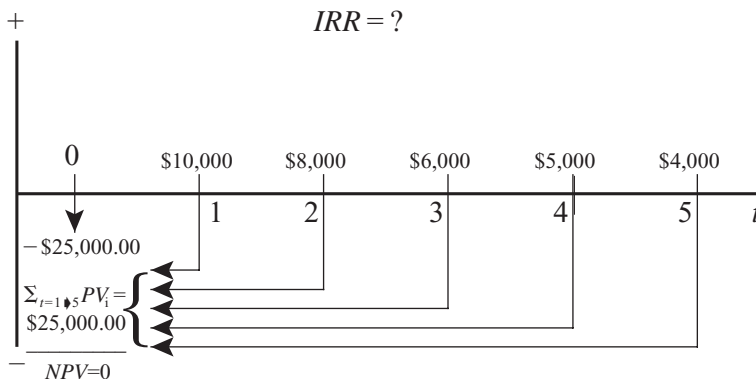 +
IRR = ?
0 $10,000 $8,000 $6,000 $5,000 $4,000
1 2 3 4 5 t
− $25,000.00
Σt=1➧5 PVi =
$25,000.00
−
NPV=0